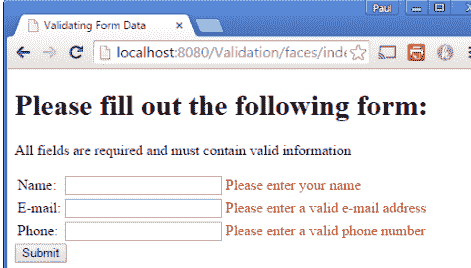 Paul
Validating Form Data
localhost:8080/Validation/faces/inde
Please fill out the following form:
All fields are required and must contain valid information
Name: Please enter your name
E-mail: Please enter a valid e-mail address
Phone: Please enter a valid phone number
Submit